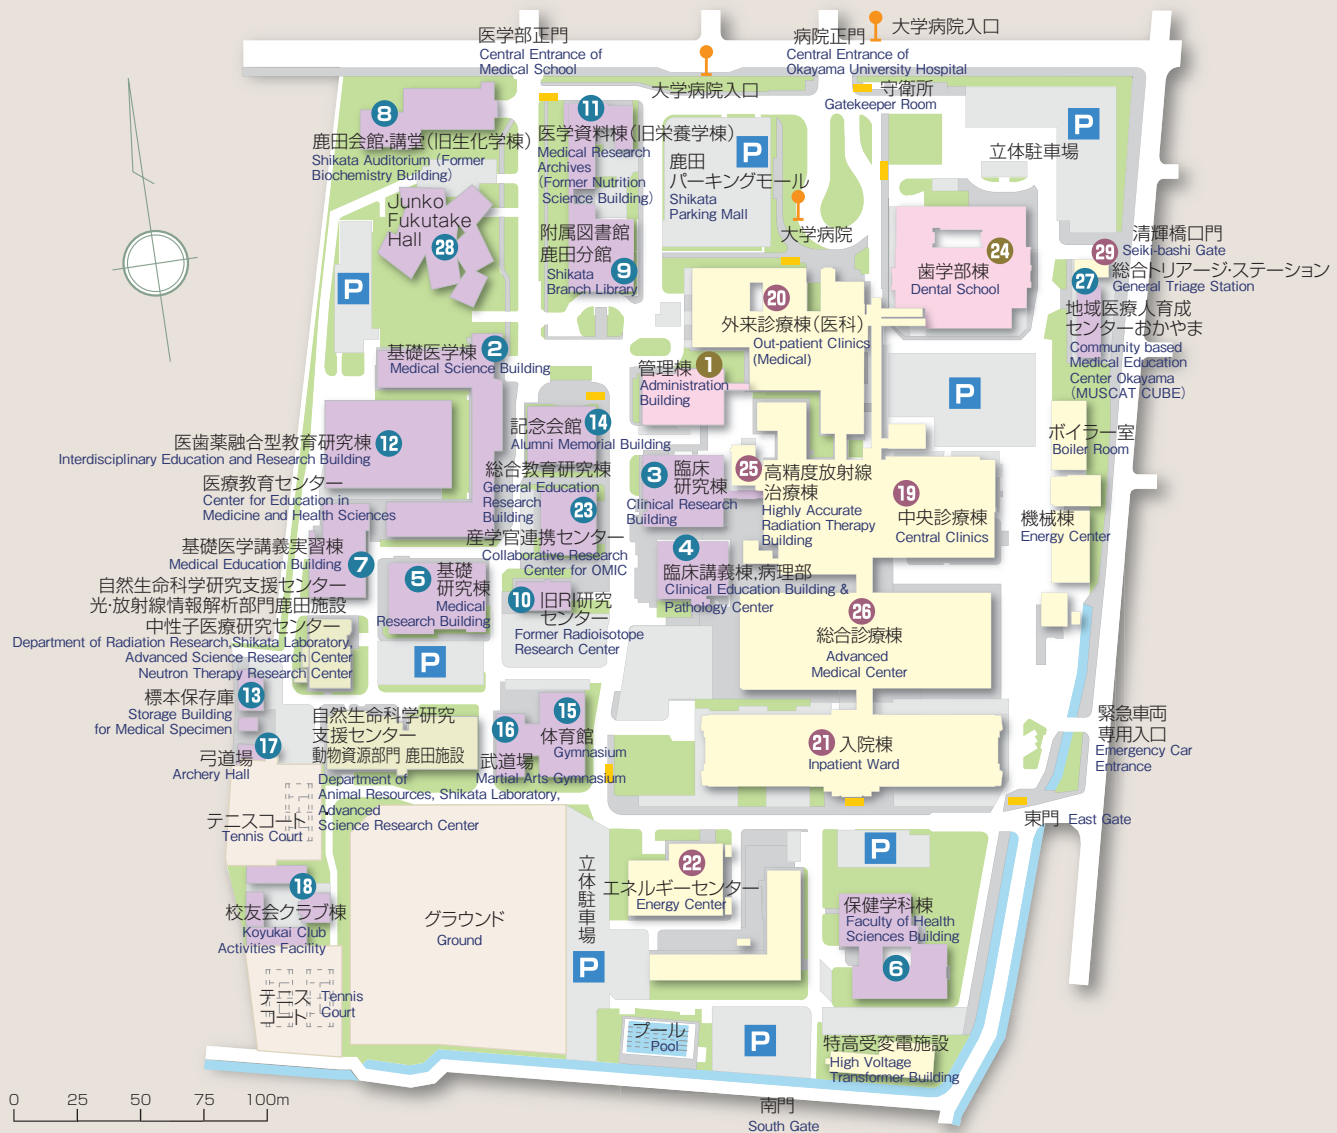 医学部正門
Central Entrance of
Medical School
大学病院入口
病院正門
Central Entrance of
Okayama University Hospital
大学病院入口
守衛所
Gatekeeper Room
8
鹿田会館・講堂(旧生化学棟)
Shikata Auditorium (Former
Biochemistry Building)
11
医学資料棟(旧栄養学棟)
Medical Research
Archives
(Former Nutrition
Science Building)
P
鹿田
パーキングモール
Shikata
Parking Mall
大学病院
P
立体駐車場
Junko
Fukutake
Hall
28
附属図書館
鹿田分館
9
Shikata
Branch Library
P
24
歯学部棟
Dental School
清輝橋口門
29
Seiki-bashi Gate
総合トリアージ・ステーション
General Triage Station
27
地域医療人育成
センターおかやま
Community based
Medical Education
Center Okayama
(MUSCAT CUBE)
20
外来診療棟(医科)
Out-patient Clinics
(Medical)
基礎医学棟
2
Medical Science Building
管理棟
1
Administration
Building
P
医歯薬融合型教育研究棟
12
Interdisciplinary Education and Research Building
記念会館
14
Alumni Memorial Building
ボイラー室
Boiler Room
医療教育センター
Center for Education in
Medicine and Health Sciences
総合教育研究棟
General Education
Research
Building
23
産学官連携センター
Collaborative Research
Center for OMIC
3
臨床
研究棟
Clinical Research
Building
25
高精度放射線
治療棟
Highly Accurate
Radiation Therapy
Building
19
中央診療棟
Central Clinics
機械棟
Energy Center
基礎医学講義実習棟
Medical Education Building
7
5
基礎
研究棟
Medical
Research Building
10
旧RI研究
センター
Former Radioisotope
Research Center
4
臨床講義棟,病理部
Clinical Education Building &
Pathology Center
自然生命科学研究支援センター
光・放射線情報解析部門鹿田施設
中性子医療研究センター
Department of Radiation Research,Shikata Laboratory,
Advanced Science Research Center
Neutron Therapy Research Center
P
26
総合診療棟
Advanced
Medical Center
標本保存庫
13
Storage Building
for Medical Specimen
17
弓道場
Archery Hall
自然生命科学研究
支援センター
動物資源部門 鹿田施設
Department of
Animal Resources, Shikata Laboratory,
Advanced
Science Research Center
16
武道場
Martial Arts Gymnasium
15
体育館
Gymnasium
21
入院棟
Inpatient Ward
緊急車両
専用入口
Emergency Car
Entrance
テニスコート
Tennis Court
東門 East Gate
18
校友会クラブ棟
Koyukai Club
Activities Facility
グラウンド
Ground
立体駐車場
P
22
エネルギーセンター
Energy Center
P
保健学科棟
Faculty of Health
Sciences Building
6
テニス
コート
Tennis
Court
プール
Pool
P
特高受変電施設
High Voltage
Transformer Building
南門
South Gate
0 25 50 75 100m